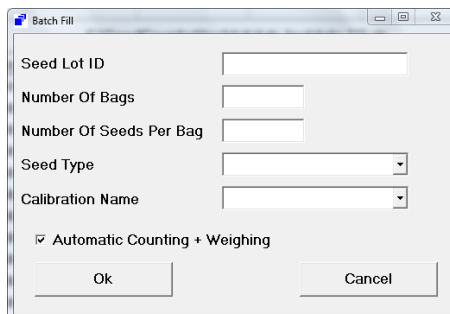 Batch Fill
Seed Lot ID
Number Of Bags
Number Of Seeds Per Bag
Seed Type
Calibration Name
Automatic Counting + Weighing
Ok Cancel